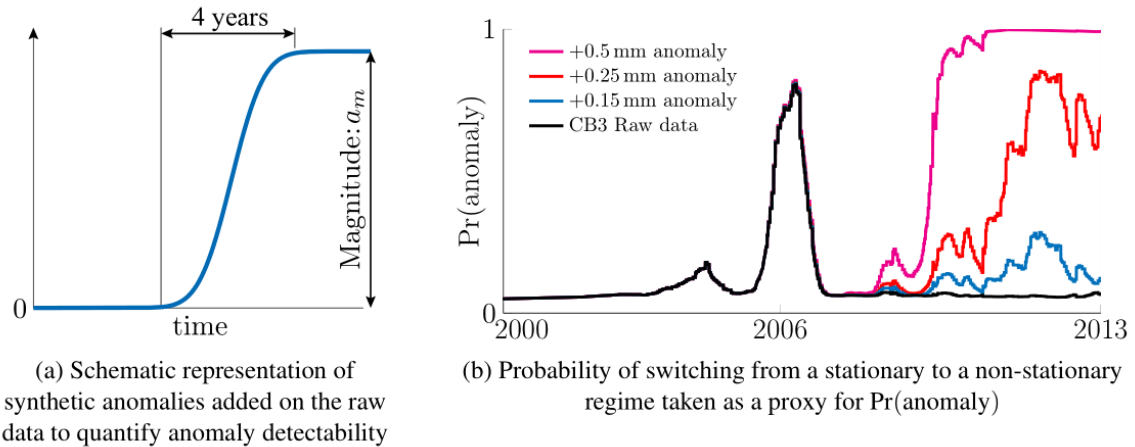 4 years
Magnitude: a_m
0
time
(a) Schematic representation of
synthetic anomalies added on the raw
data to quantify anomaly detectability
1
+0.5 mm anomaly
+0.25 mm anomaly
+0.15 mm anomaly
CB3 Raw data
Pr(anomaly)
0
2000
2006
2013
(b) Probability of switching from a stationary to a non-stationary
regime taken as a proxy for Pr(anomaly)